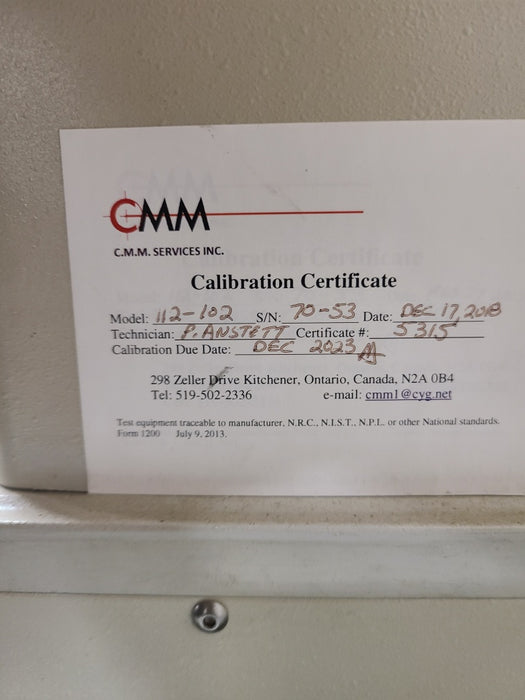 CMM
C.M.M. SERVICES INC.
Calibration Certificate
Model: 112-102 S/N: 70-53 Date: DEC 17, 2018
Technician: P. ANSTETT Certificate #: 5315
Calibration Due Date: DEC 2023
298 Zeller Drive Kitchener, Ontario, Canada, N2A 0B4
Tel: 519-502-2336 e-mail: cmm1@cyg.net
Test equipment traceable to manufacturer, N.R.C., N.I.S.T., N.P.L. or other National standards.
Form 1200 July 9, 2013.